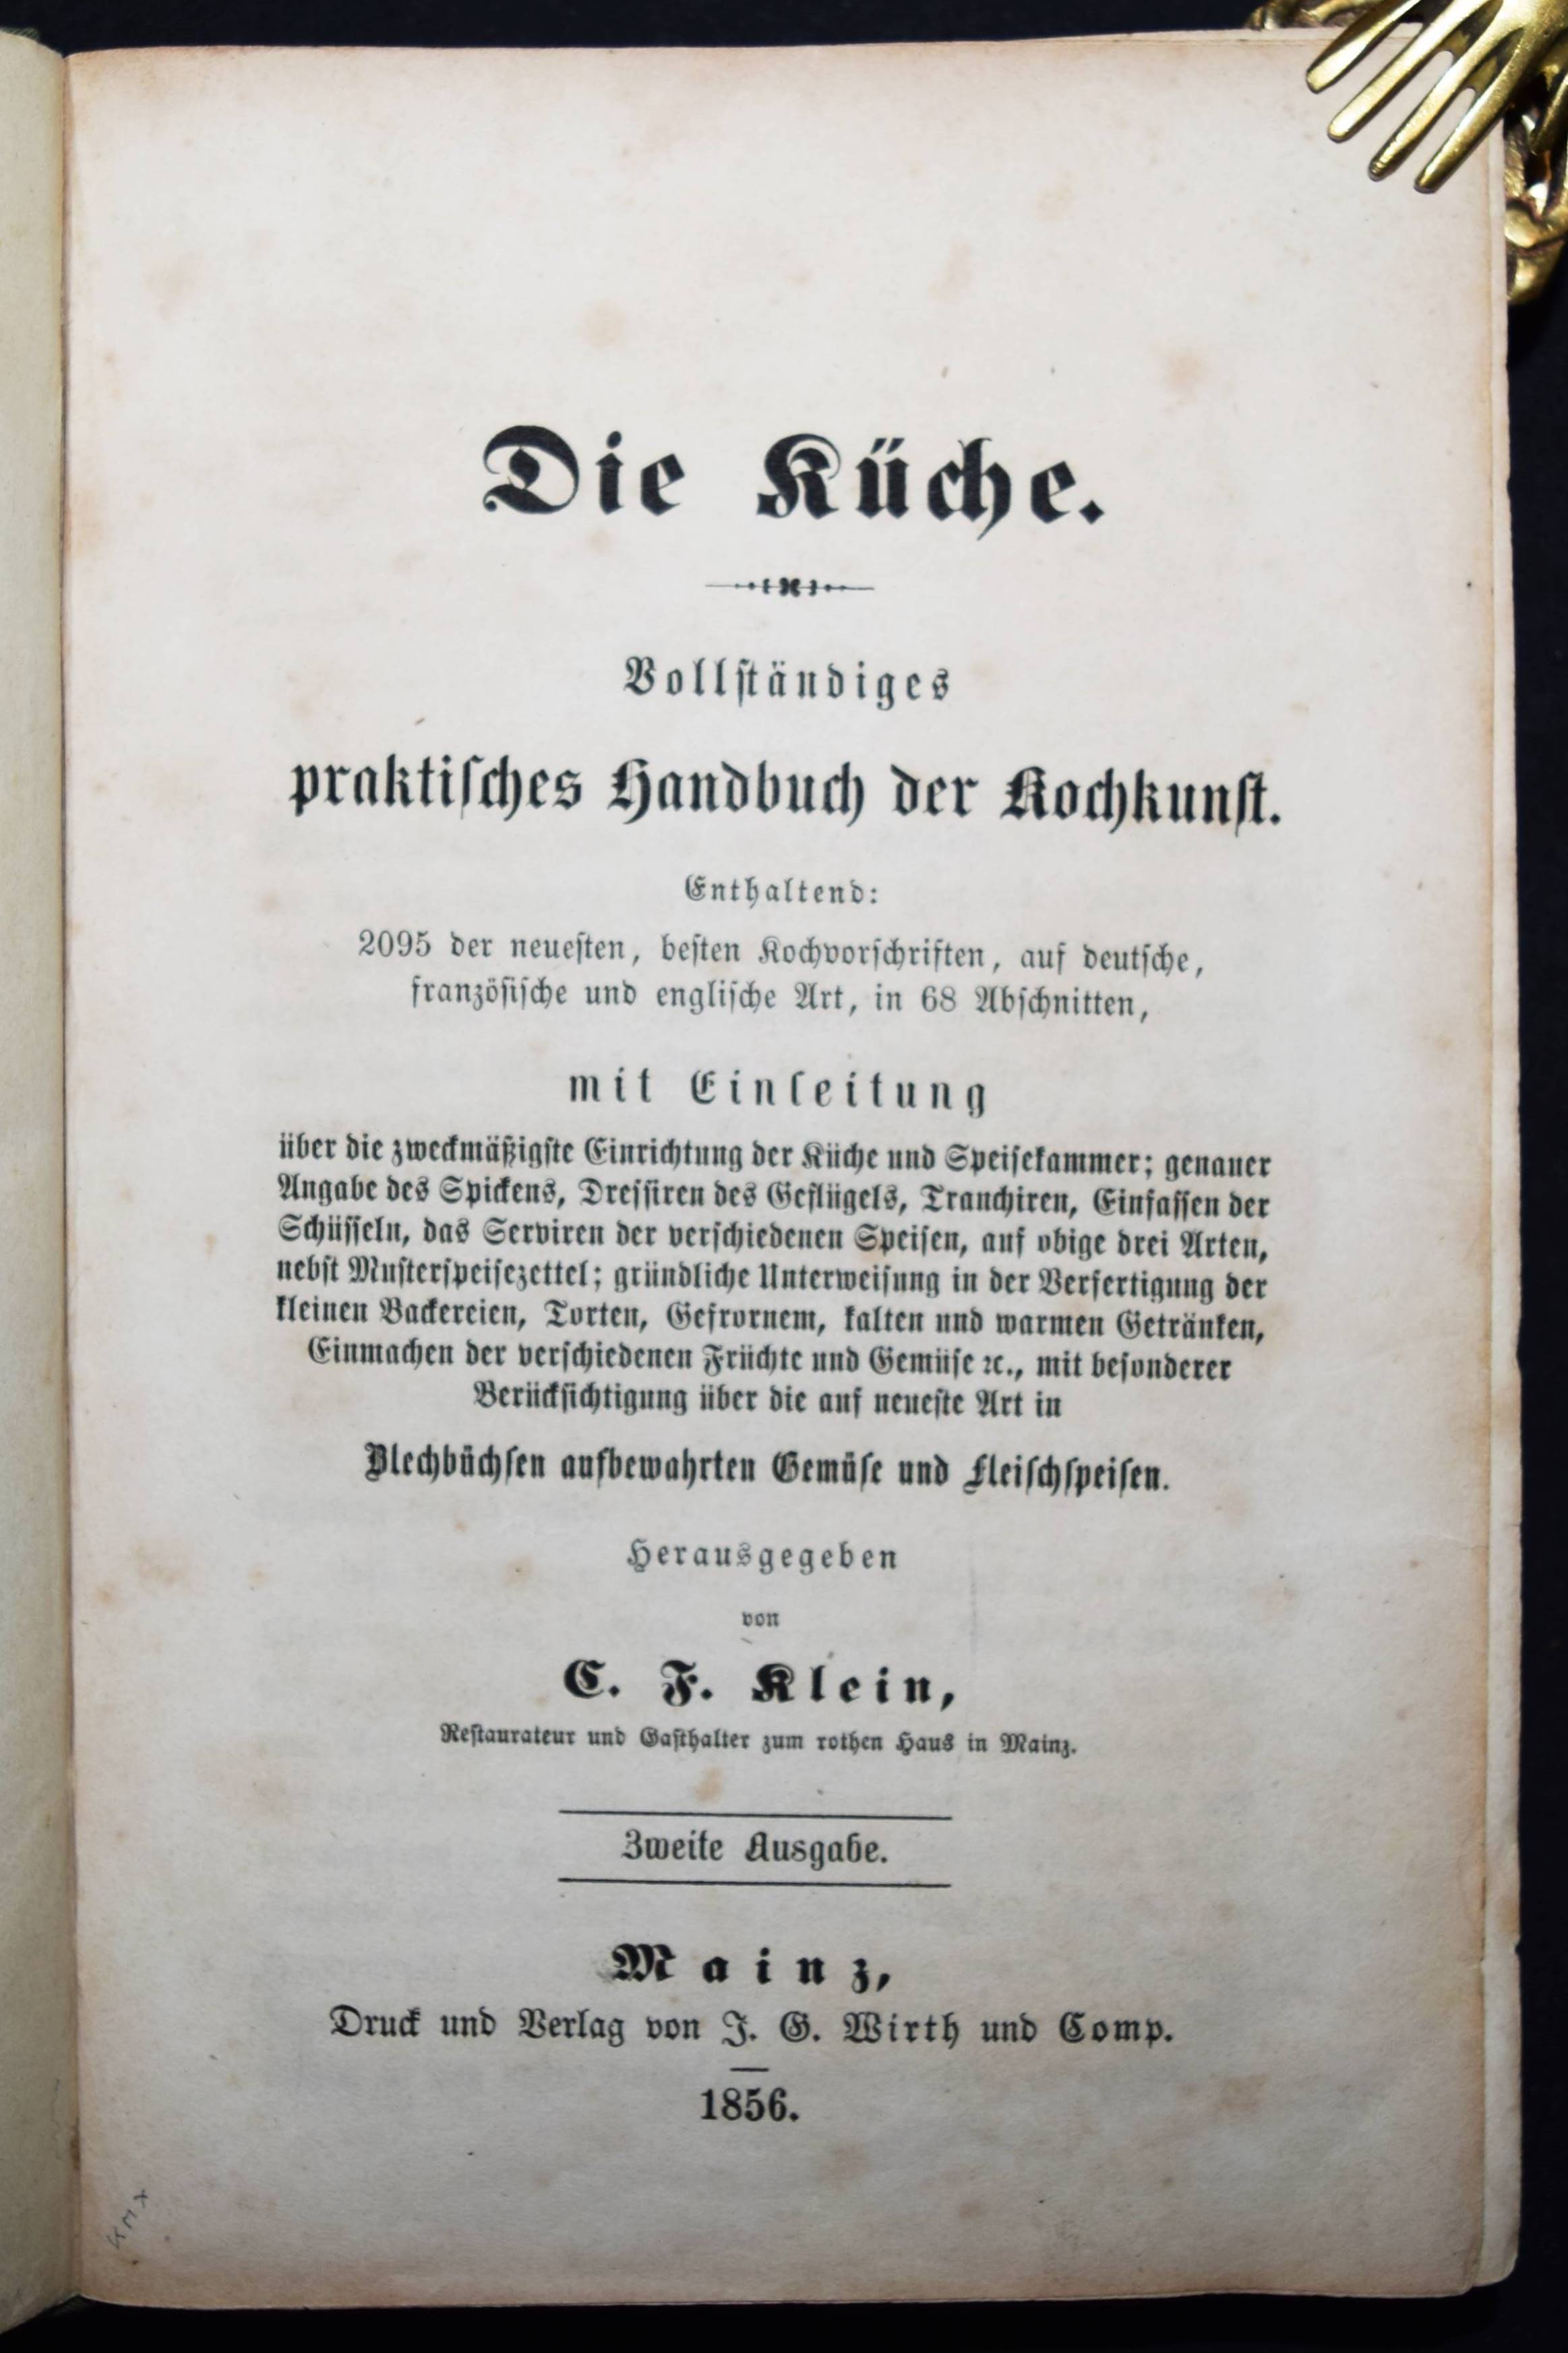 Die Küche.
Vollständiges
praktisches Handbuch der Kochkunst.
Enthaltend:
2095 der neuesten, besten Kochvorschriften, auf deutsche,
französische und englische Art, in 68 Abschnitten,
mit Einleitung
über die zweckmäßigste Einrichtung der Küche und Speisekammer; genauer
Angabe des Spickens, Dressiren des Geflügels, Tranchiren, Einfassen der
Schüsseln, das Serviren der verschiedenen Speisen, auf obige drei Arten,
nebst Musterspeisezettel; gründliche Unterweisung in der Verfertigung der
kleinen Backereien, Torten, Gefrornem, kalten und warmen Getränken,
Einmachen der verschiedenen Früchte und Gemüse ꝛc., mit besonderer
Berücksichtigung über die auf neueste Art in
Blechbüchsen aufbewahrten Gemüse und Fleischspeisen.
Herausgegeben
von
C. F. Klein,
Restaurateur und Gasthalter zum rothen Haus in Mainz.
Zweite Ausgabe.
Mainz,
Druck und Verlag von J. G. Wirth und Comp.
1856.